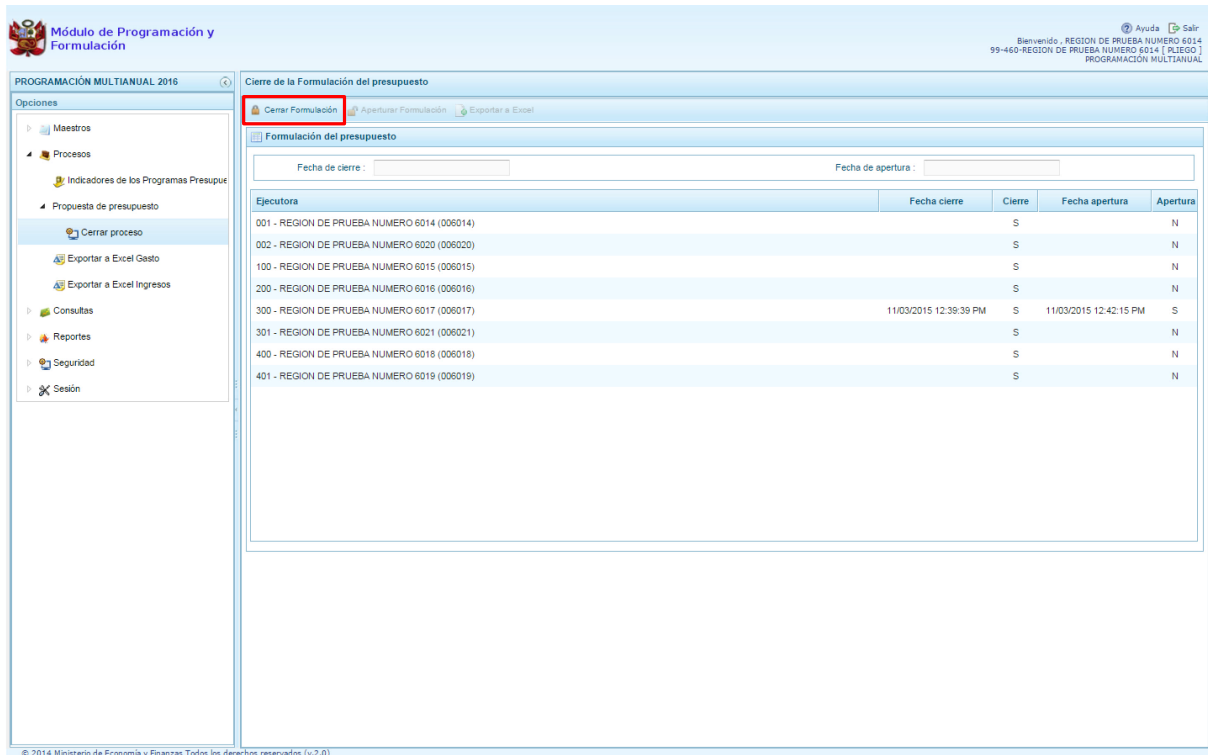 Módulo de Programación y
Formulación
Ayuda Salir
Bienvenido , REGION DE PRUEBA NUMERO 6014
99-460-REGION DE PRUEBA NUMERO 6014 [ PLIEGO ]
PROGRAMACIÓN MULTIANUAL
PROGRAMACIÓN MULTIANUAL 2016
Opciones
Maestros
Procesos
Indicadores de los Programas Presupue
Propuesta de presupuesto
Cerrar proceso
Exportar a Excel Gasto
Exportar a Excel Ingresos
Consultas
Reportes
Seguridad
Sesión
Cierre de la Formulación del presupuesto
Cerrar Formulación Aperturar Formulación Exportar a Excel
Formulación del presupuesto
Fecha de cierre : Fecha de apertura :
Ejecutora Fecha cierre Cierre Fecha apertura Apertura
001 - REGION DE PRUEBA NUMERO 6014 (006014) S N
002 - REGION DE PRUEBA NUMERO 6020 (006020) S N
100 - REGION DE PRUEBA NUMERO 6015 (006015) S N
200 - REGION DE PRUEBA NUMERO 6016 (006016) S N
300 - REGION DE PRUEBA NUMERO 6017 (006017) 11/03/2015 12:39:39 PM S 11/03/2015 12:42:15 PM S
301 - REGION DE PRUEBA NUMERO 6021 (006021) S N
400 - REGION DE PRUEBA NUMERO 6018 (006018) S N
401 - REGION DE PRUEBA NUMERO 6019 (006019) S N
© 2014 Ministerio de Economía y Finanzas Todos los derechos reservados (v.2.0)